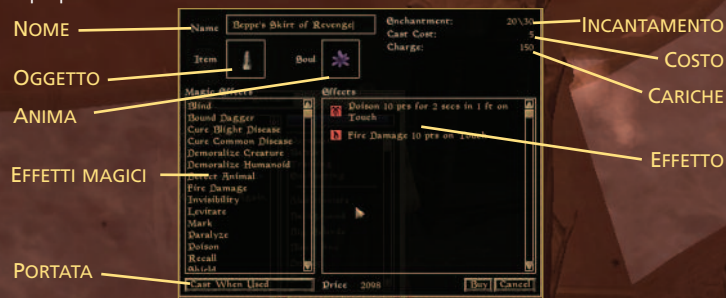 NOME
OGGETTO
ANIMA
EFFETTI MAGICI
PORTATA
Name Beppe's Skirt of Revenge
Item Soul
Enchantment: 20\30
Cast Cost: 5
Charge: 150
Magic Effects
Blind
Bound Dagger
Cure Blight Disease
Cure Common Disease
Demoralize Creature
Demoralize Humanoid
Detect Animal
Fire Damage
Invisibility
Levitate
Mark
Paralyze
Poison
Recall
Shield
Effects
Poison 10 pts for 2 secs in 1 ft on
Touch
Fire Damage 10 pts on Touch
Cast When Used
Price 2098
Buy Cancel
INCANTAMENTO
COSTO
CARICHE
EFFETTO